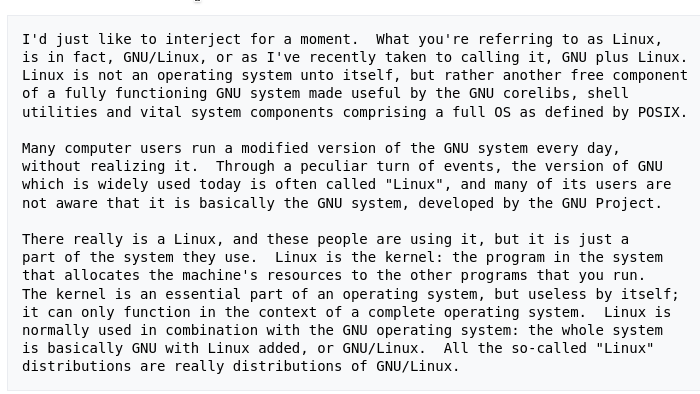 I'd just like to interject for a moment.  What you're referring to as Linux,
is in fact, GNU/Linux, or as I've recently taken to calling it, GNU plus Linux.
Linux is not an operating system unto itself, but rather another free component
of a fully functioning GNU system made useful by the GNU corelibs, shell
utilities and vital system components comprising a full OS as defined by POSIX.

Many computer users run a modified version of the GNU system every day,
without realizing it.  Through a peculiar turn of events, the version of GNU
which is widely used today is often called "Linux", and many of its users are
not aware that it is basically the GNU system, developed by the GNU Project.

There really is a Linux, and these people are using it, but it is just a
part of the system they use.  Linux is the kernel: the program in the system
that allocates the machine's resources to the other programs that you run.
The kernel is an essential part of an operating system, but useless by itself;
it can only function in the context of a complete operating system.  Linux is
normally used in combination with the GNU operating system: the whole system
is basically GNU with Linux added, or GNU/Linux.  All the so-called "Linux"
distributions are really distributions of GNU/Linux.